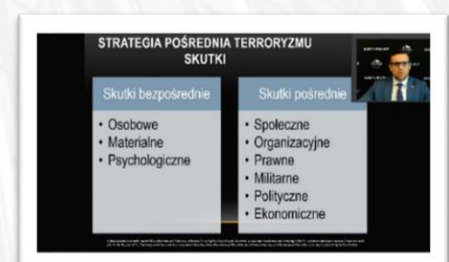 STRATEGIA POŚREDNIA TERRORYZMU
SKUTKI
Skutki bezpośrednie
• Osobowe
• Materialne
• Psychologiczne
Skutki pośrednie
• Społeczne
• Organizacyjne
• Prawne
• Militarne
• Polityczne
• Ekonomiczne